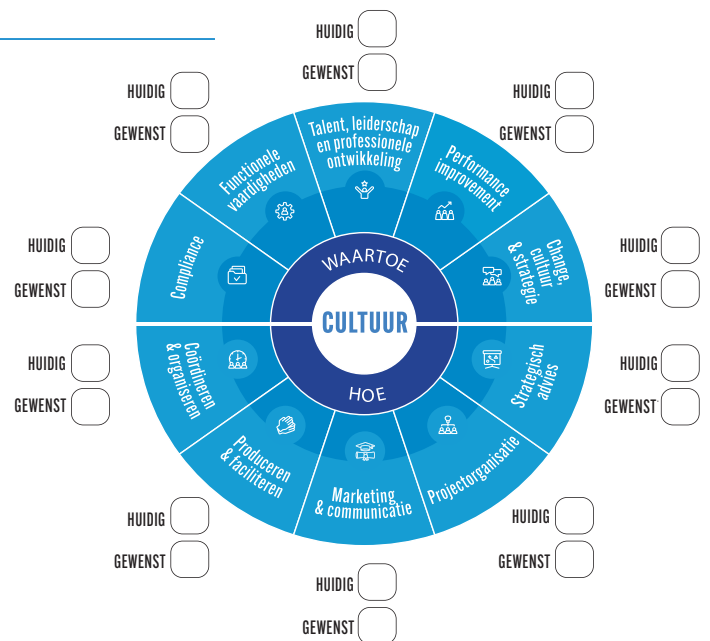 HUIDIG
GEWENST
HUIDIG
GEWENST
HUIDIG
GEWENST
Talent, leiderschap
en professionele
ontwikkeling
Functionele
vaardigheden
Performance
improvement
HUIDIG
GEWENST
Compliance
WAARTOE
Change,
cultuur
& strategie
HUIDIG
GEWENST
CULTUUR
HUIDIG
GEWENST
Coördineren
& organiseren
HOE
Strategisch
advies
HUIDIG
GEWENST
Produceren
& faciliteren
Marketing
& communicatie
Projectorganisatie
HUIDIG
GEWENST
HUIDIG
GEWENST
HUIDIG
GEWENST